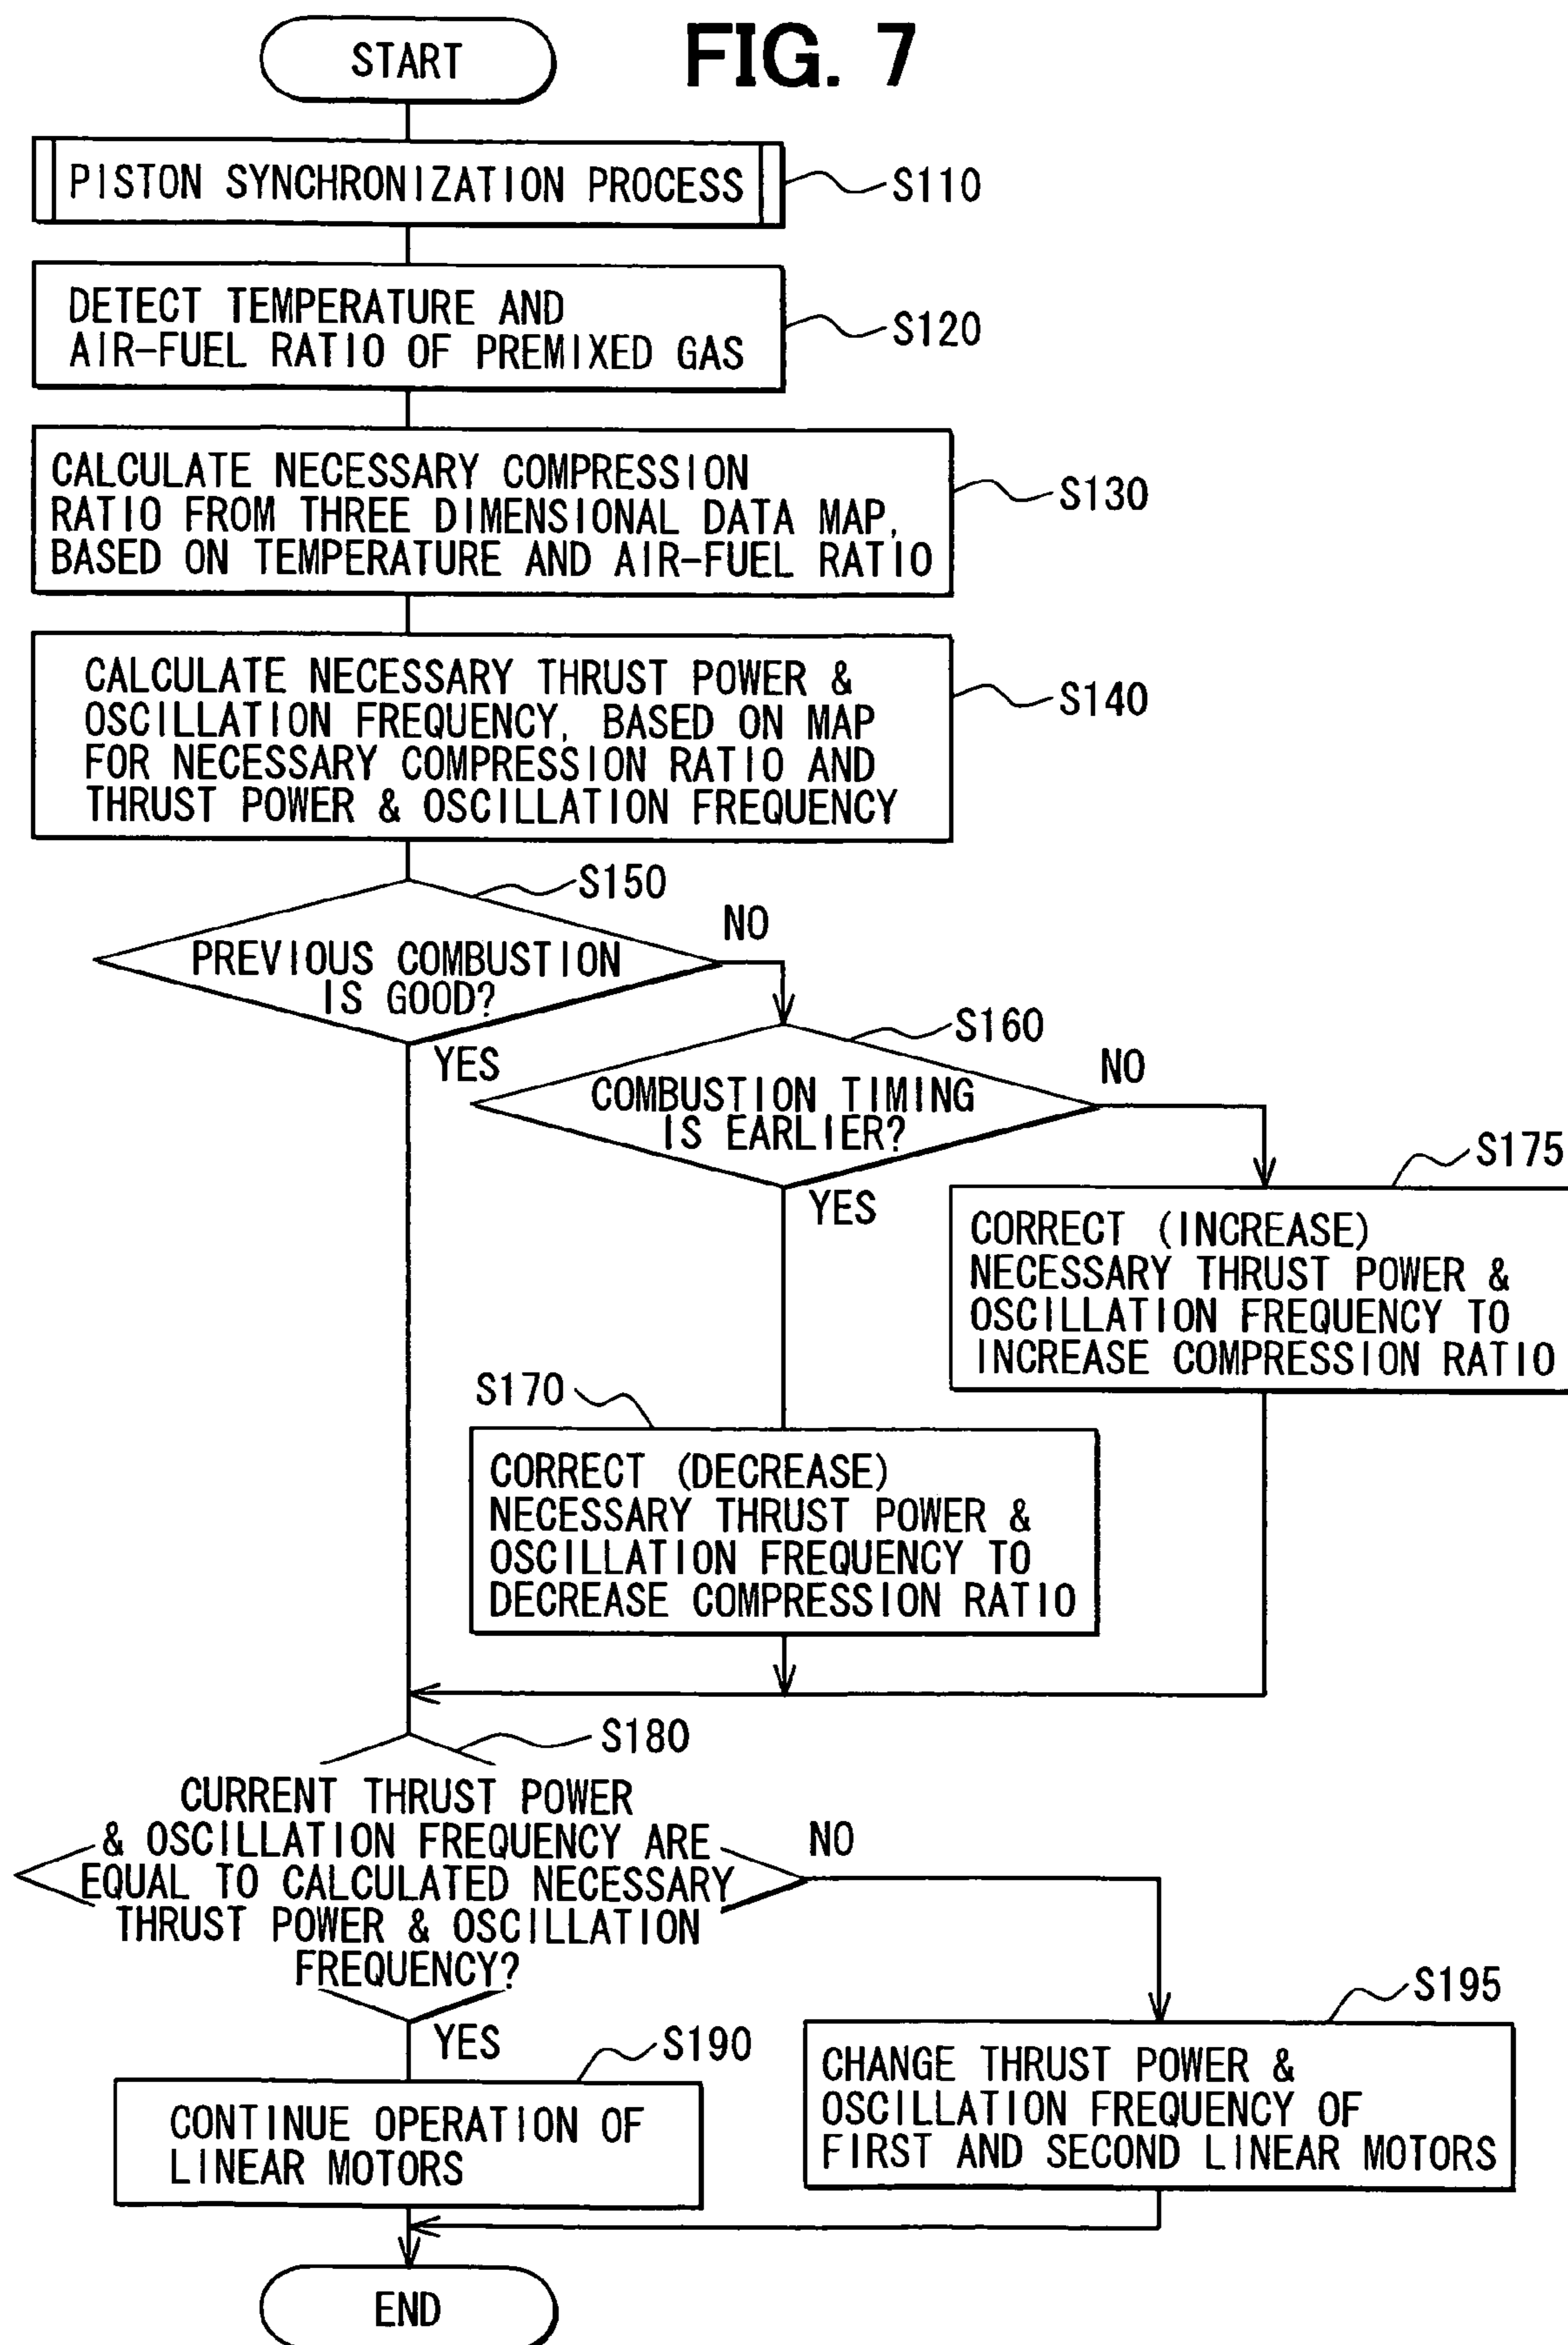 FIG. 7
START
PISTON SYNCHRONIZATION PROCESS
S110
DETECT TEMPERATURE AND
AIR-FUEL RATIO OF PREMIXED GAS
S120
CALCULATE NECESSARY COMPRESSION
RATIO FROM THREE DIMENSIONAL DATA MAP,
BASED ON TEMPERATURE AND AIR-FUEL RATIO
S130
CALCULATE NECESSARY THRUST POWER &
OSCILLATION FREQUENCY, BASED ON MAP
FOR NECESSARY COMPRESSION RATIO AND
THRUST POWER & OSCILLATION FREQUENCY
S140
S150
PREVIOUS COMBUSTION
IS GOOD?
NO
YES
S160
COMBUSTION TIMING
IS EARLIER?
NO
YES
S175
CORRECT (INCREASE)
NECESSARY THRUST POWER &
OSCILLATION FREQUENCY TO
INCREASE COMPRESSION RATIO
S170
CORRECT (DECREASE)
NECESSARY THRUST POWER &
OSCILLATION FREQUENCY TO
DECREASE COMPRESSION RATIO
S180
CURRENT THRUST POWER
& OSCILLATION FREQUENCY ARE
EQUAL TO CALCULATED NECESSARY
THRUST POWER & OSCILLATION
FREQUENCY?
NO
YES
S190
CONTINUE OPERATION OF
LINEAR MOTORS
S195
CHANGE THRUST POWER &
OSCILLATION FREQUENCY OF
FIRST AND SECOND LINEAR MOTORS
END